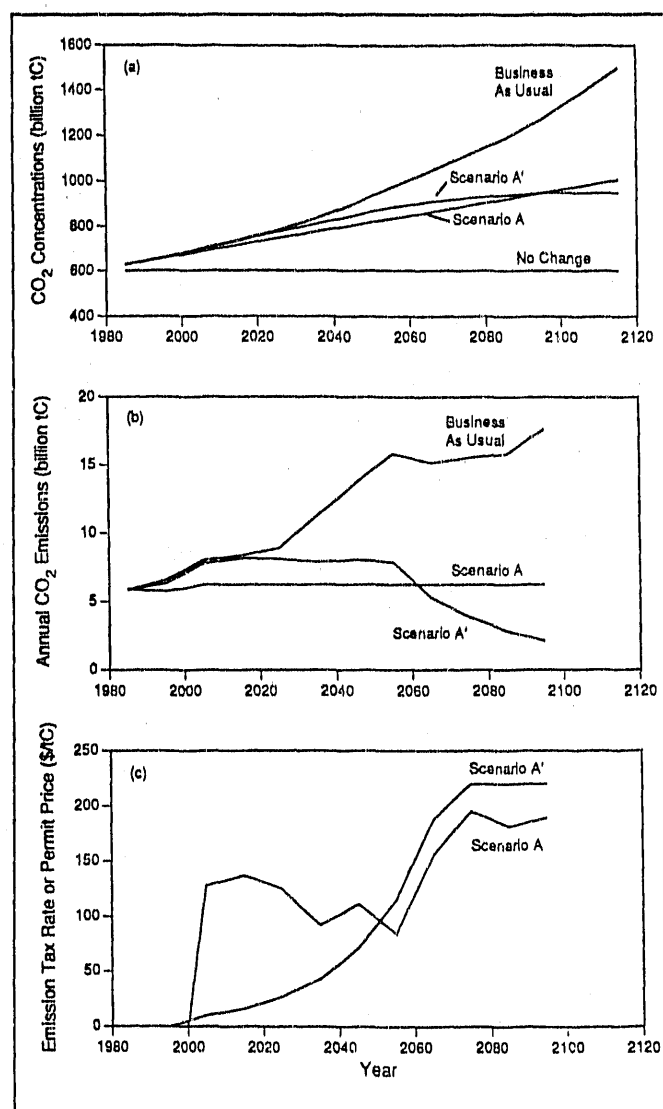 CO2 Concentrations (billion tC)
1600
1400
1200
1000
800
600
400
(a)
Business
As Usual
Scenario A'
Scenario A
No Change
1980 2000 2020 2040 2060 2080 2100 2120
Annual CO2 Emissions (billion tC)
20
15
10
5
0
(b)
Business
As Usual
Scenario A
Scenario A'
1980 2000 2020 2040 2060 2080 2100 2120
Emission Tax Rate or Permit Price ($/tC)
250
200
150
100
50
0
(c)
Scenario A'
Scenario A
1980 2000 2020 2040 2060 2080 2100 2120
Year